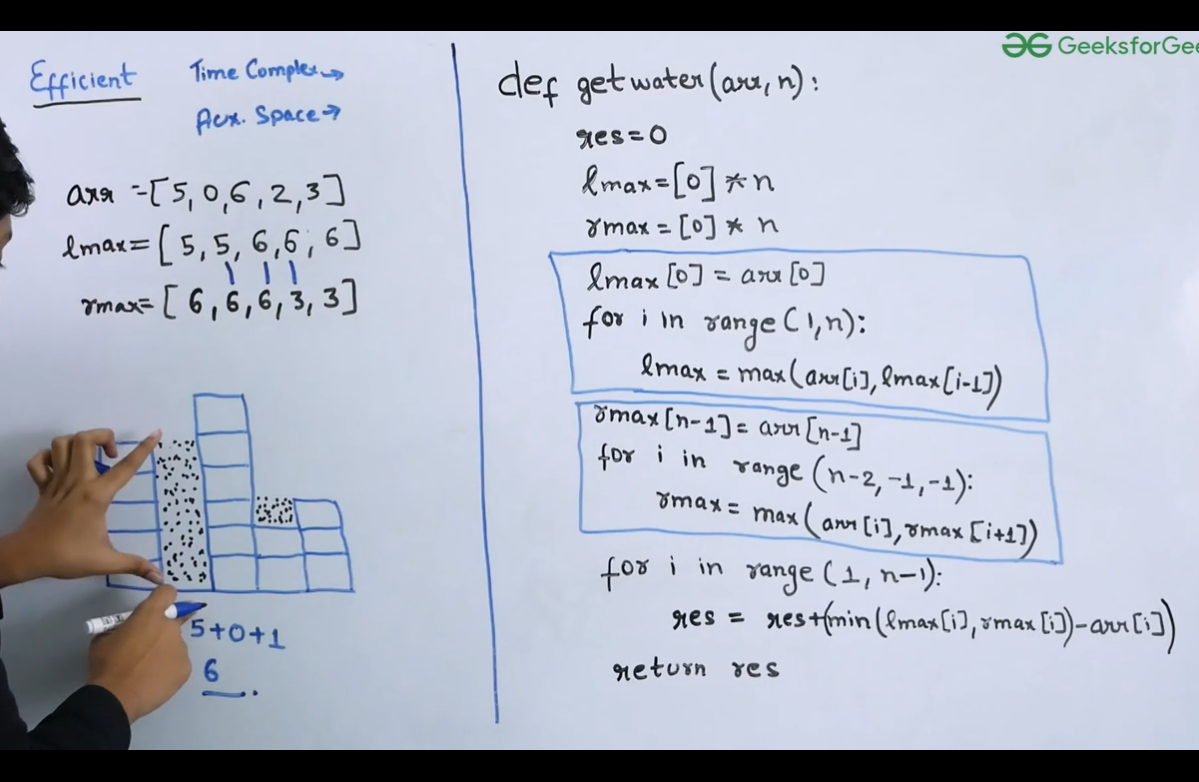 GeeksforGee
Efficient
Time Complex→
Aux. Space→
arr =[5,0,6,2,3]
lmax=[5,5,6,6,6]
rmax=[6,6,6,3,3]
5+0+1
6
def getwater(arr,n):
res=0
lmax=[0]*n
rmax=[0]*n
lmax[0]=arr[0]
for i in range(1,n):
lmax=max(arr[i],lmax[i-1])
rmax[n-1]=arr[n-1]
for i in range(n-2,-1,-1):
rmax=max(arr[i],rmax[i+1])
for i in range(1,n-1):
res = res+(min(lmax[i],rmax[i])-arr[i])
return res